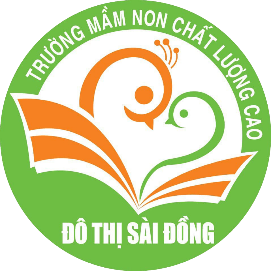 TRƯỜNG MẦM NON CHẤT LƯỢNG CAO
ĐÔ THỊ SÀI ĐỒNG